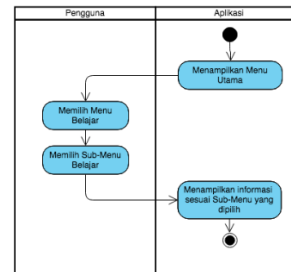 Pengguna
Aplikasi
Menampilkan Menu
Utama
Memilih Menu
Belajar
Memilih Sub-Menu
Belajar
Menampilkan informasi
sesuai Sub-Menu yang
dipilih